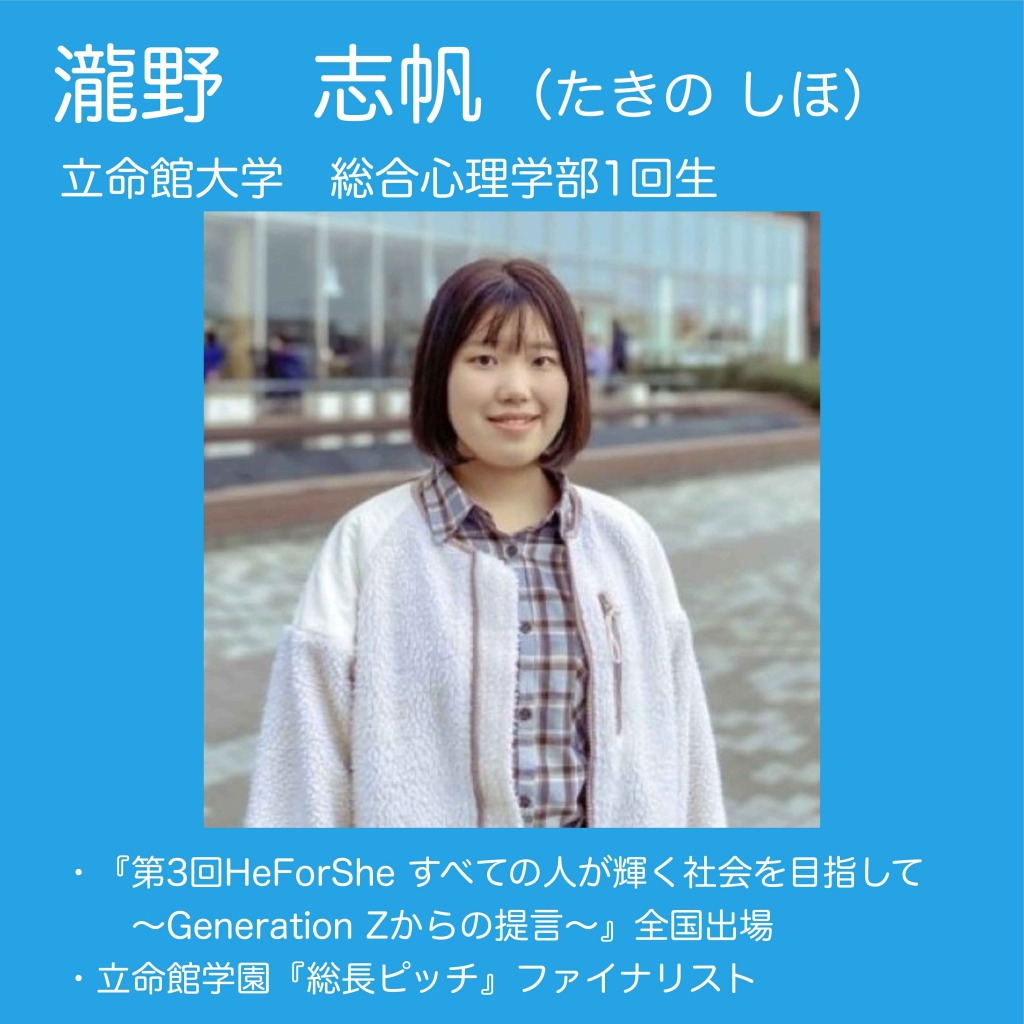 瀧野　志帆（たきの しほ）
立命館大学　総合心理学部1回生
・『第3回HeForShe すべての人が輝く社会を目指して
～Generation Zからの提言～』全国出場
・立命館学園『総長ピッチ』ファイナリスト